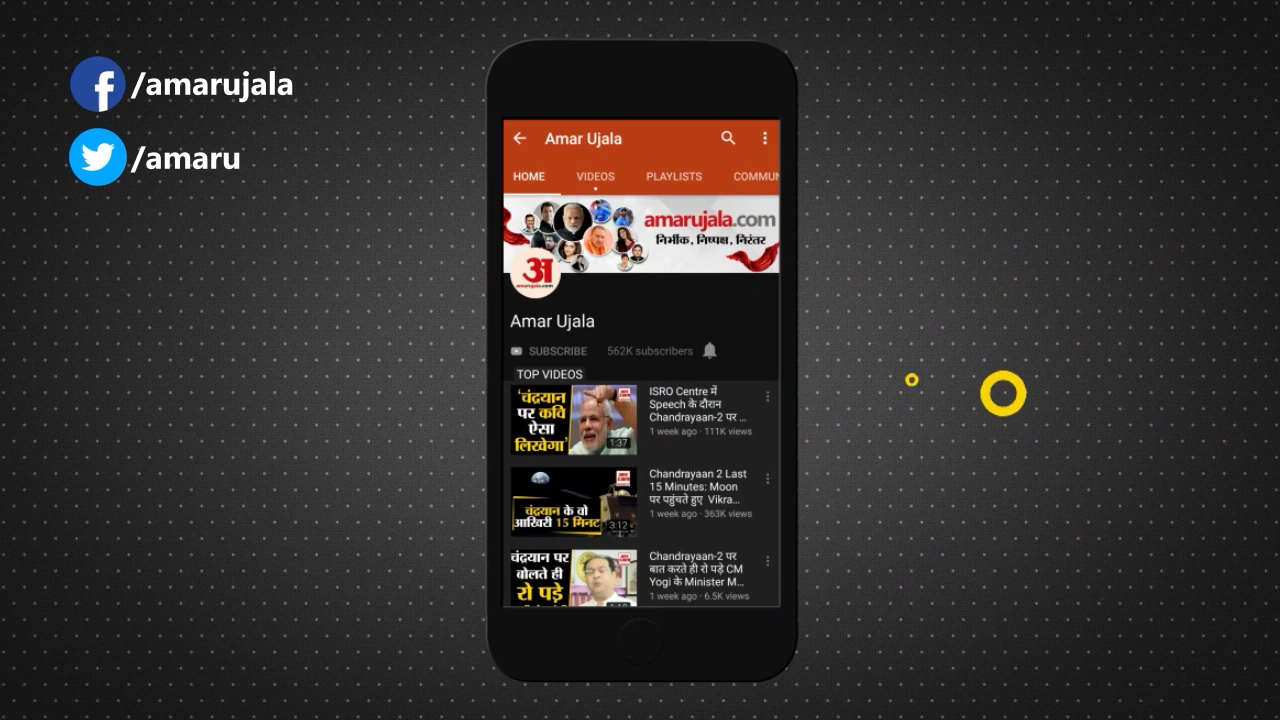 /amarujala
/amaru
Amar Ujala
HOME VIDEOS PLAYLISTS COMMUN
amarujala.com
निर्भीक, निष्पक्ष, निरंतर
अ
amarujala.com
Amar Ujala
SUBSCRIBE 562K subscribers
TOP VIDEOS
'चंद्रयान
पर कवि
ऐसा
लिखेगा'
1:37
ISRO Centre में
Speech के दौरान
Chandrayaan-2 पर ...
1 week ago · 111K views
चंद्रयान के वो
आखिरी 15 मिनट
3:12
Chandrayaan 2 Last
15 Minutes: Moon
पर पहुंचते हुए Vikra...
1 week ago · 363K views
चंद्रयान पर
बोलते ही
रो पड़े
Chandrayaan-2 पर
बात करते ही रो पड़े CM
Yogi के Minister M...
1 week ago · 6.5K views